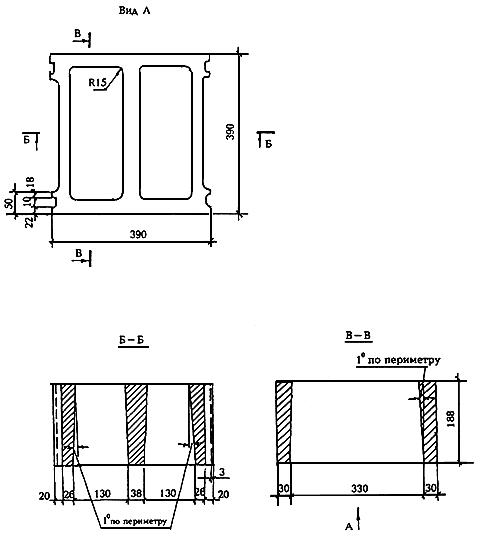 Вид А
В
R15
390
Б
Б
18
50
10
22
390
В
Б–Б
В–В
1° по периметру
188
3
20
26
130
38
130
26
20
30
330
30
1° по периметру
А